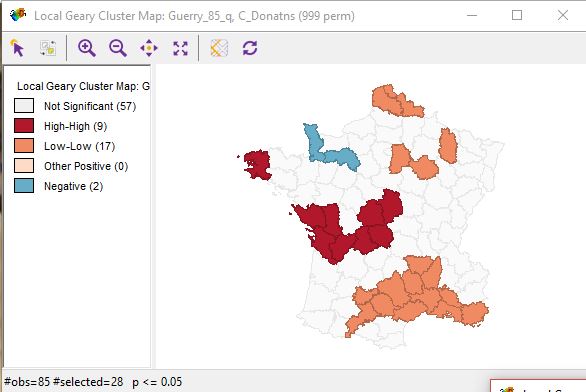 Local Geary Cluster Map: Guerry_85_q, C_Donatns (999 perm)
Local Geary Cluster Map: G
Not Significant (57)
High-High (9)
Low-Low (17)
Other Positive (0)
Negative (2)
#obs=85 #selected=28 p <= 0.05